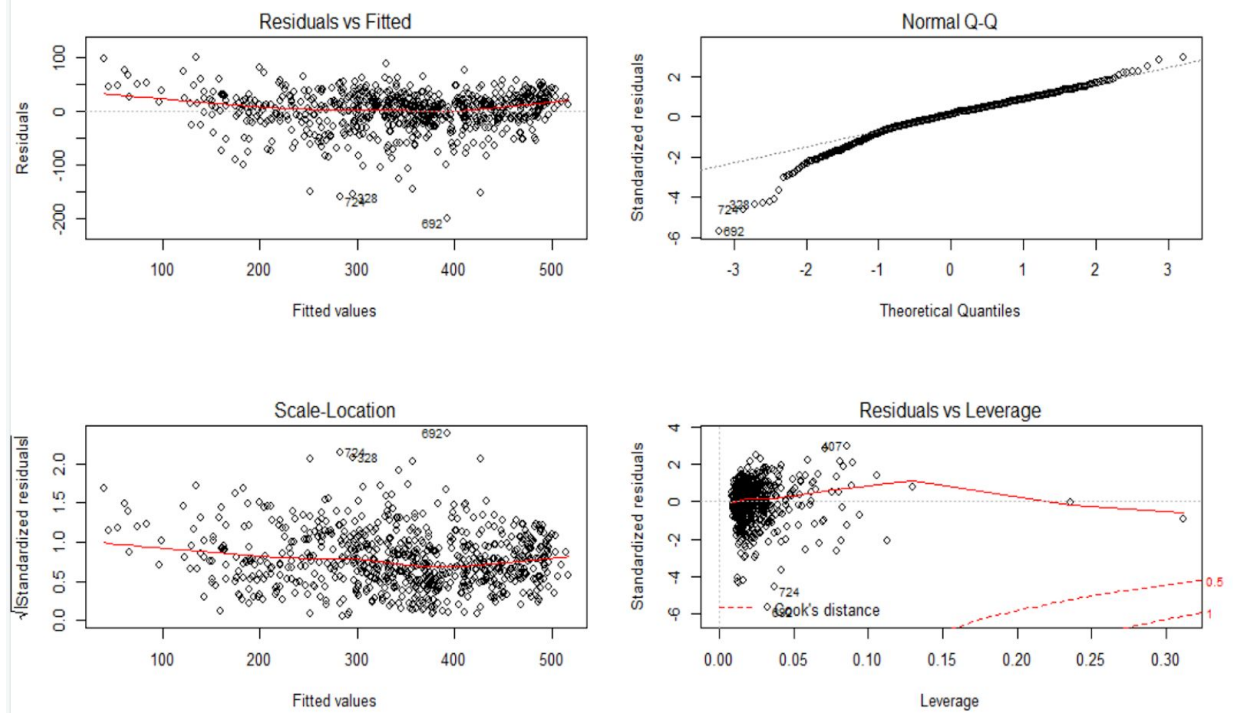 Residuals vs Fitted
Residuals
100
0
-100
-200
724
328
692
100 200 300 400 500
Fitted values
Normal Q-Q
Standardized residuals
2
0
-2
-4
-6
328
724
692
-3 -2 -1 0 1 2 3
Theoretical Quantiles
Scale-Location
√|Standardized residuals|
2.0
1.5
1.0
0.5
0.0
724
328
692
100 200 300 400 500
Fitted values
Residuals vs Leverage
Standardized residuals
4
2
0
-2
-4
-6
407
724
692
Cook's distance
0.5
1
0.00 0.05 0.10 0.15 0.20 0.25 0.30
Leverage